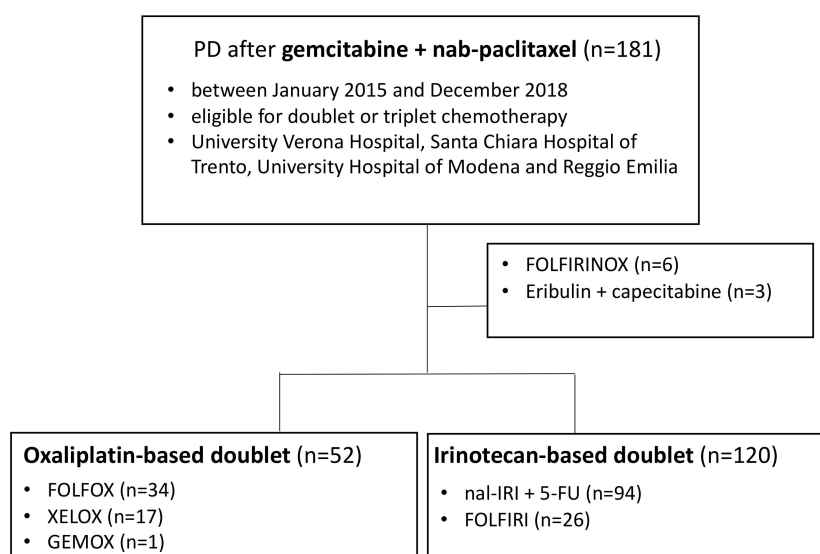 PD after gemcitabine + nab-paclitaxel (n=181)
• between January 2015 and December 2018
• eligible for doublet or triplet chemotherapy
• University Verona Hospital, Santa Chiara Hospital of
Trento, University Hospital of Modena and Reggio Emilia
• FOLFIRINOX (n=6)
• Eribulin + capecitabine (n=3)
Oxaliplatin-based doublet (n=52)
• FOLFOX (n=34)
• XELOX (n=17)
• GEMOX (n=1)
Irinotecan-based doublet (n=120)
• nal-IRI + 5-FU (n=94)
• FOLFIRI (n=26)